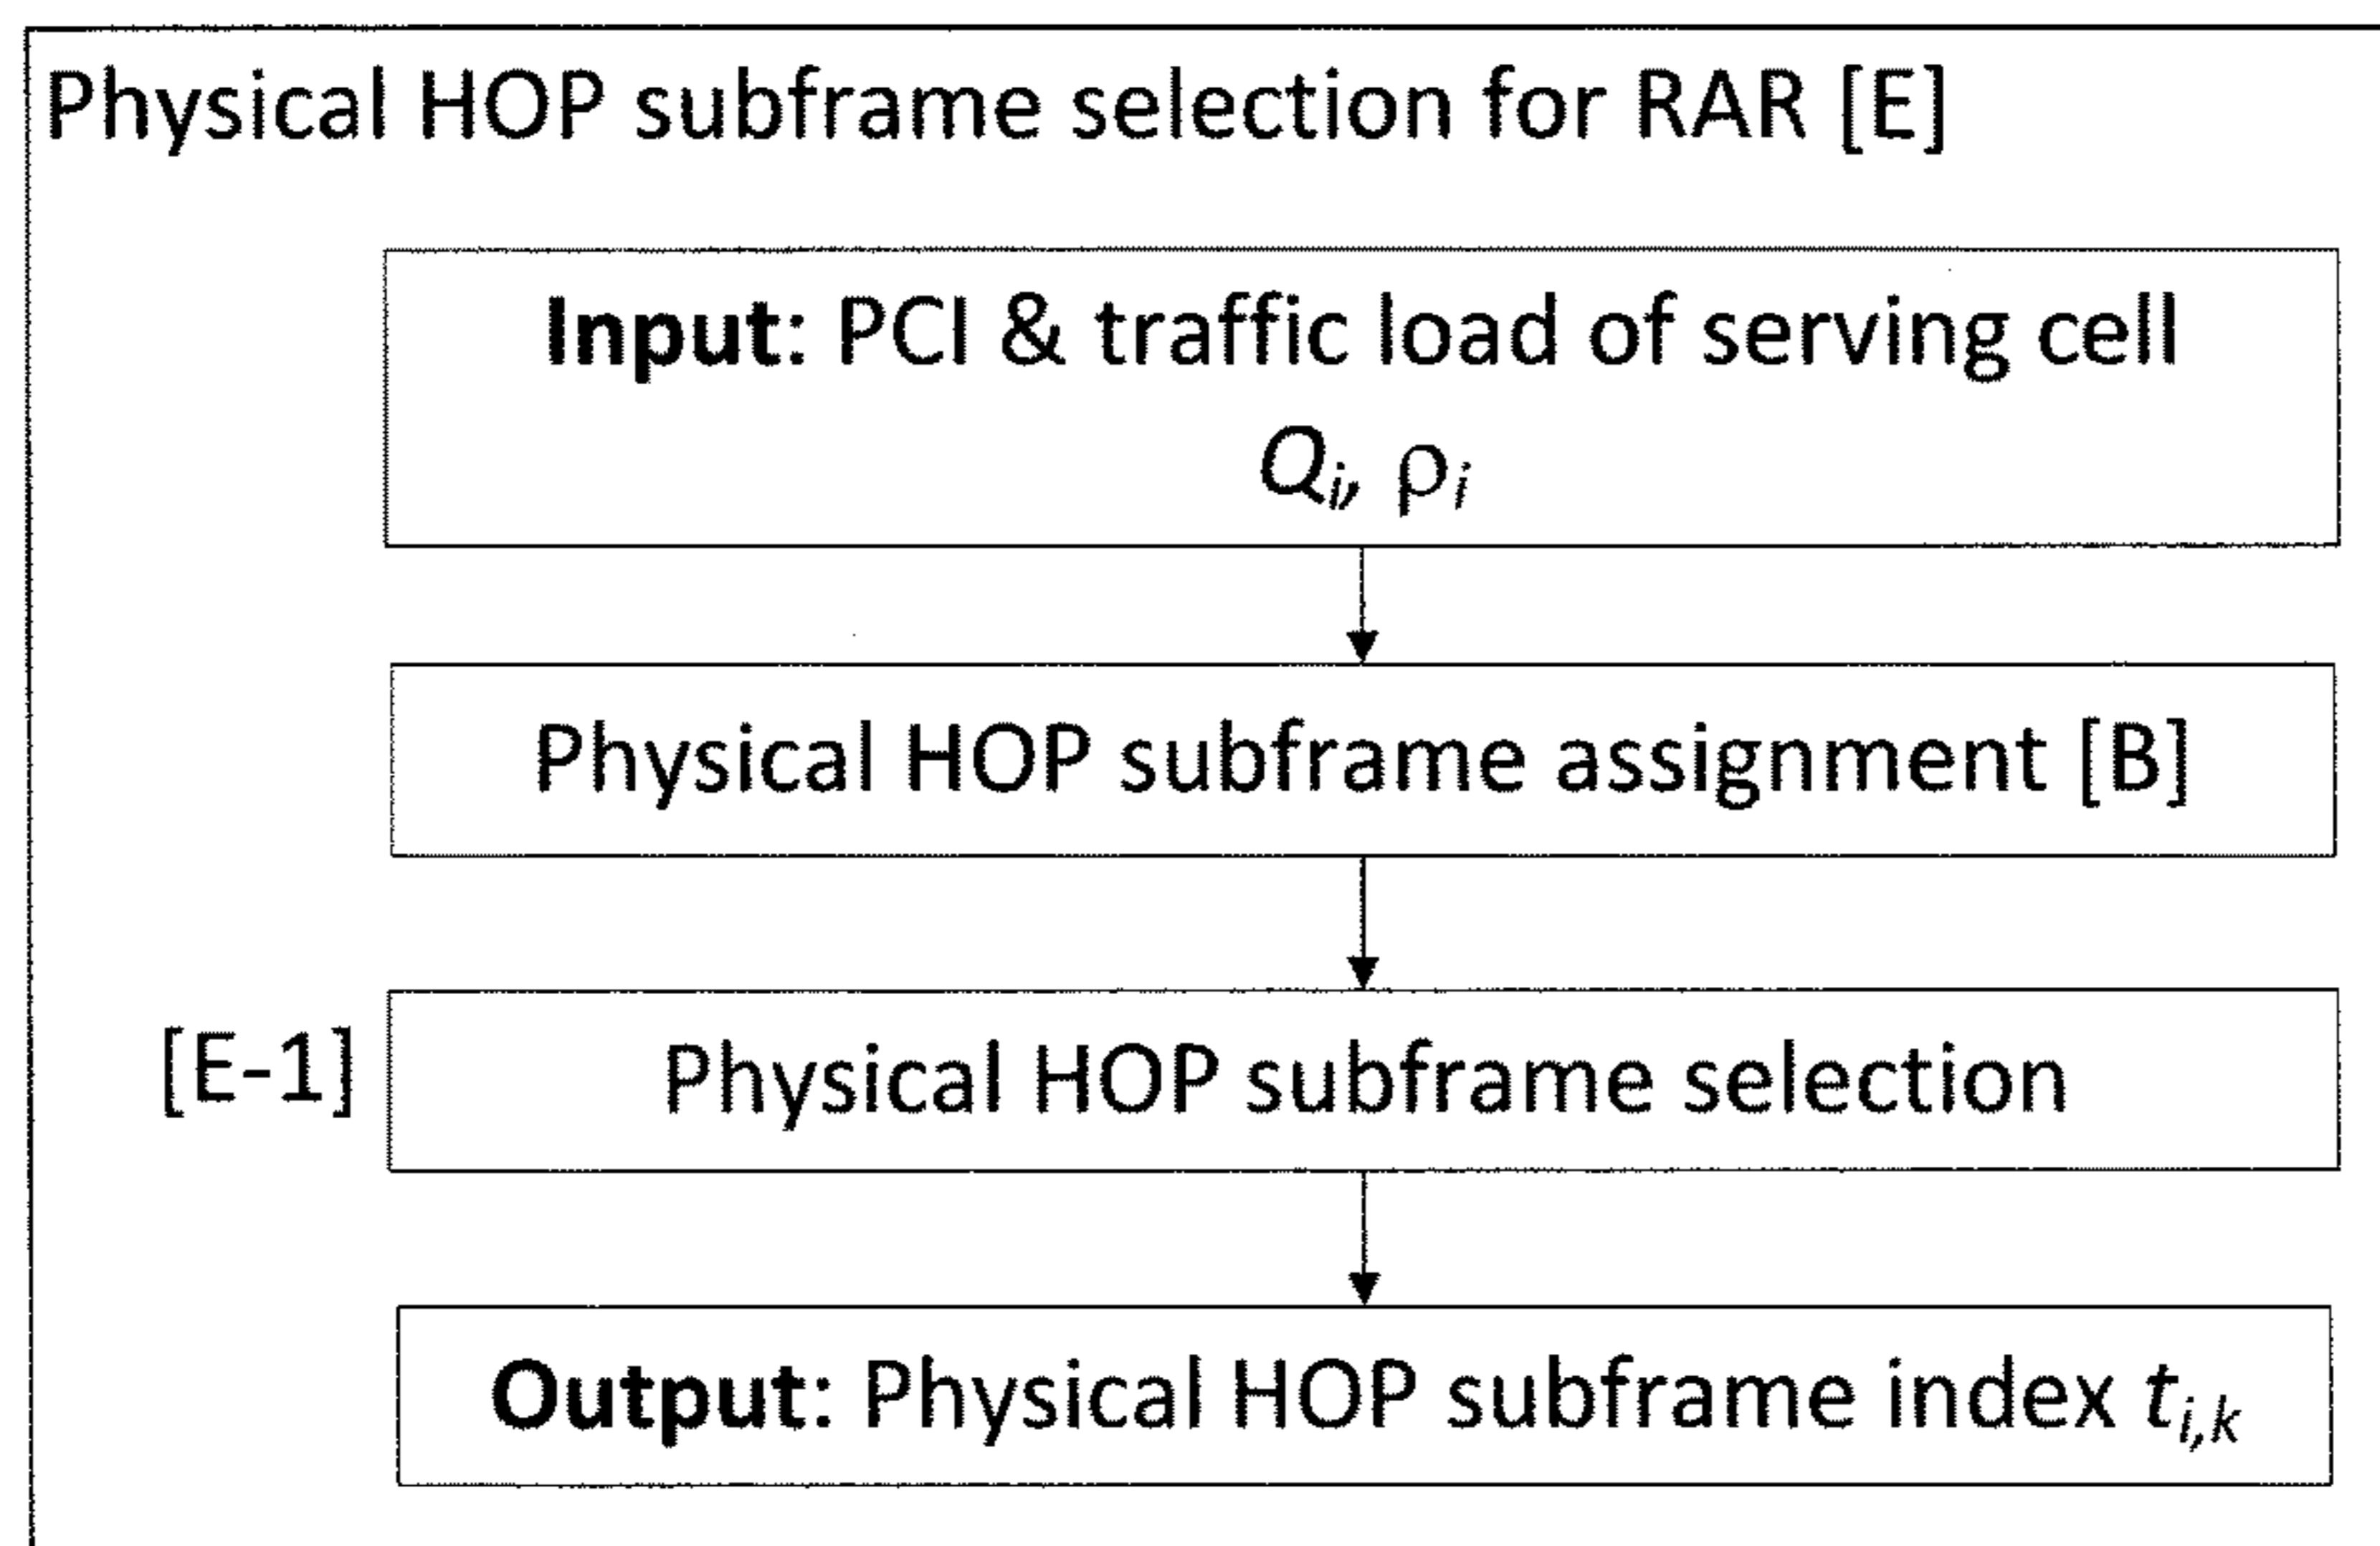 Physical HOP subframe selection for RAR [E]
Input: PCI & traffic load of serving cell
Qi, ρi
Physical HOP subframe assignment [B]
[E-1] Physical HOP subframe selection
Output: Physical HOP subframe index ti,k